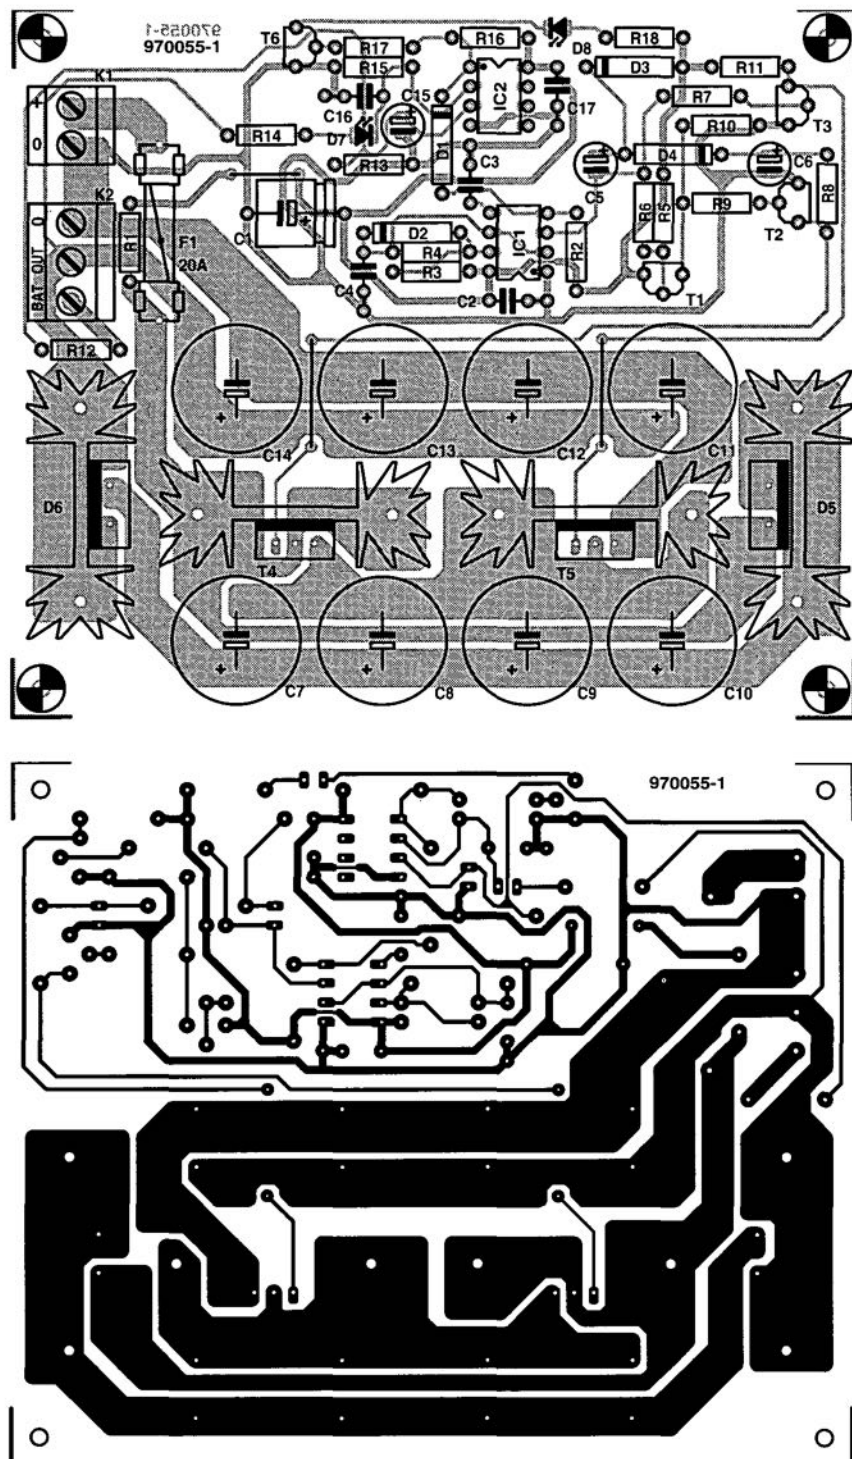 970055-1
970055-1
T6
R17
R15
R16
D8
R18
D3
R11
K1
+
0
C16
C15
IC2
C17
R7
T3
R14
D7
D1
R10
R13
C3
D4
C6
K2
C5
R8
0
BAT OUT
R1
F1
20A
C1
+
D2
R4
R3
IC1
R2
R6
R5
R9
T2
C4
C2
T1
R12
+
+
+
+
C14
C13
C12
C11
D6
D5
T4
T5
+
+
+
+
C7
C8
C9
C10
970055-1